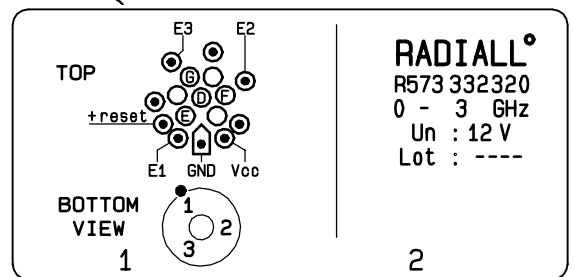 E3 E2
TOP
G
D F
+reset E
E1 GND Vcc
BOTTOM
VIEW
1
2
3
1
RADIALL°
R573 332320
0 - 3 GHz
Un : 12 V
Lot : ----
2